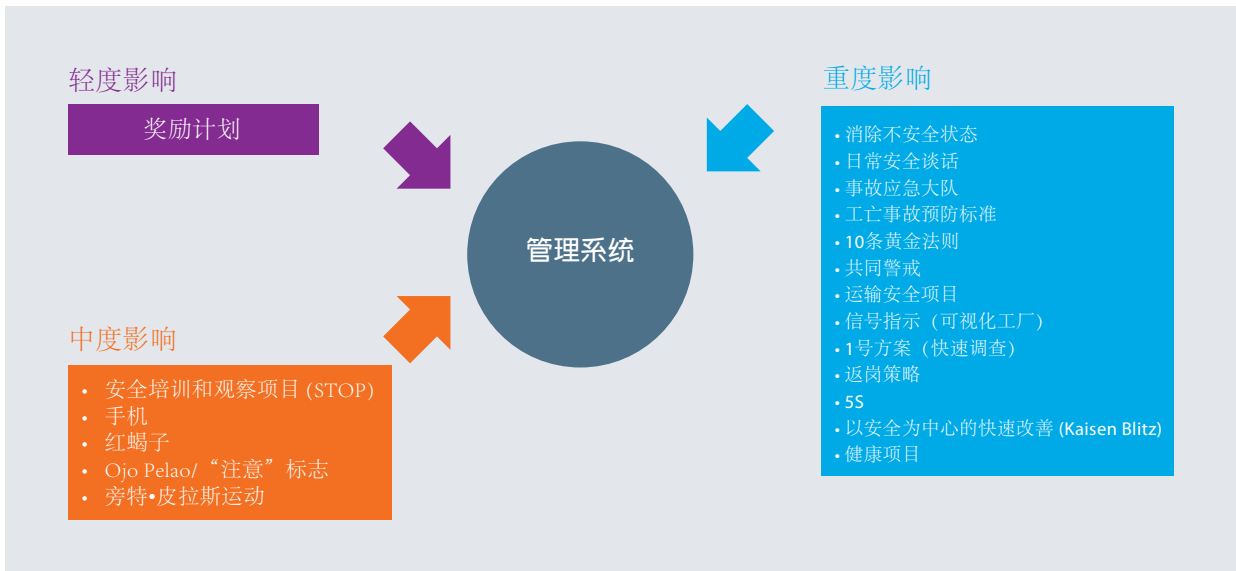 轻度影响
奖励计划
中度影响
• 安全培训和观察项目 (STOP)
• 手机
• 红蝎子
• Ojo Pelao/“注意”标志
• 旁特•皮拉斯运动
管理系统
重度影响
• 消除不安全状态
• 日常安全谈话
• 事故应急大队
• 工亡事故预防标准
• 10条黄金法则
• 共同警戒
• 运输安全项目
• 信号指示（可视化工厂）
• 1号方案（快速调查）
• 返岗策略
• 5S
• 以安全为中心的快速改善 (Kaisen Blitz)
• 健康项目